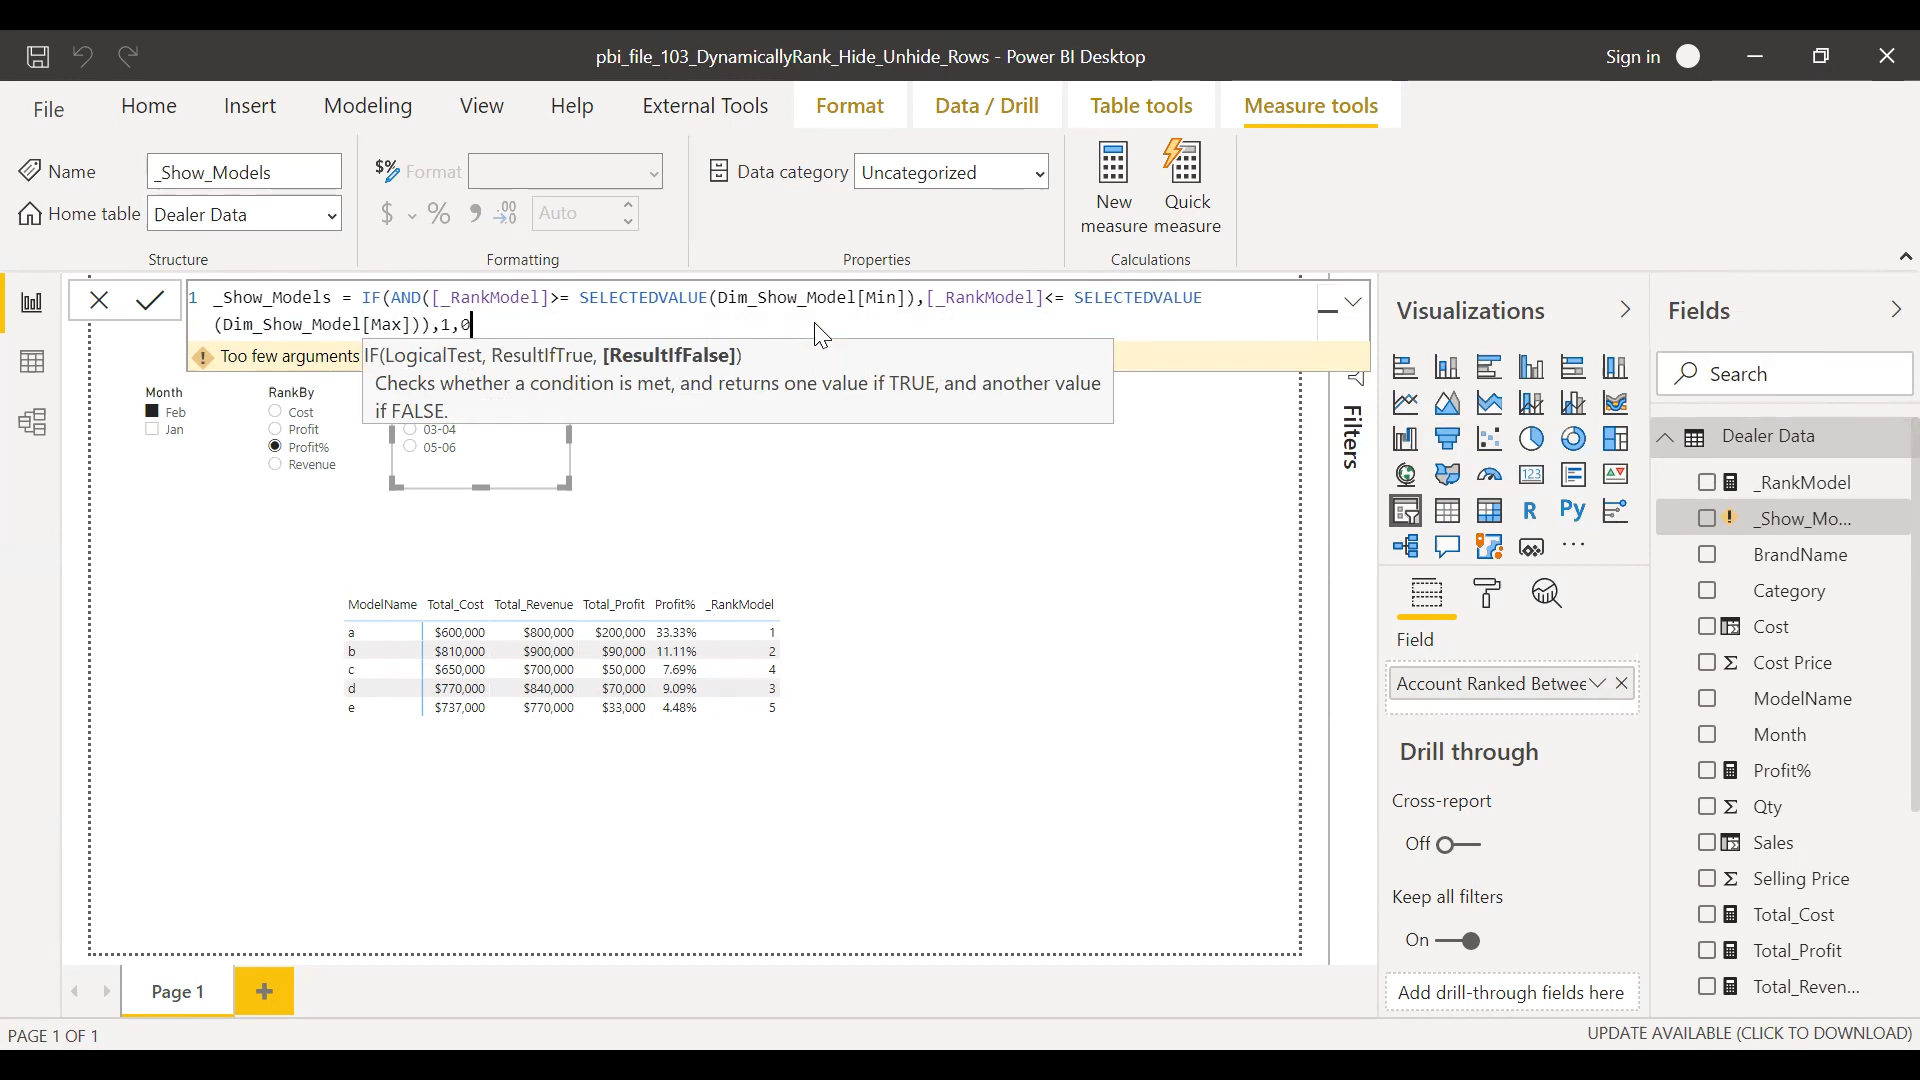 pbi_file_103_DynamicallyRank_Hide_Unhide_Rows - Power BI Desktop
Sign in
File
Home
Insert
Modeling
View
Help
External Tools
Format
Data / Drill
Table tools
Measure tools
Name
_Show_Models
Home table
Dealer Data
Structure
$% Format
$ % 9 .00
Auto
Formatting
Data category
Uncategorized
Properties
New measure
Quick measure
Calculations
1 _Show_Models = IF(AND([_RankModel]>= SELECTEDVALUE(Dim_Show_Model[Min]),[_RankModel]<= SELECTEDVALUE
(Dim_Show_Model[Max])),1,0
Too few arguments
IF(LogicalTest, ResultIfTrue, [ResultIfFalse])
Checks whether a condition is met, and returns one value if TRUE, and another value
if FALSE.
Month
Feb
Jan
RankBy
Cost
Profit
Profit%
Revenue
03-04
05-06
ModelName Total_Cost Total_Revenue Total_Profit Profit% _RankModel
a $600,000 $800,000 $200,000 33.33% 1
b $810,000 $900,000 $90,000 11.11% 2
c $650,000 $700,000 $50,000 7.69% 4
d $770,000 $840,000 $70,000 9.09% 3
e $737,000 $770,000 $33,000 4.48% 5
Filters
Visualizations
123
R
Py
Field
Account Ranked Betwee
Drill through
Cross-report
Off
Keep all filters
On
Add drill-through fields here
Fields
Search
Dealer Data
_RankModel
_Show_Mo...
BrandName
Category
Cost
Cost Price
ModelName
Month
Profit%
Qty
Sales
Selling Price
Total_Cost
Total_Profit
Total_Reven...
Page 1
PAGE 1 OF 1
UPDATE AVAILABLE (CLICK TO DOWNLOAD)